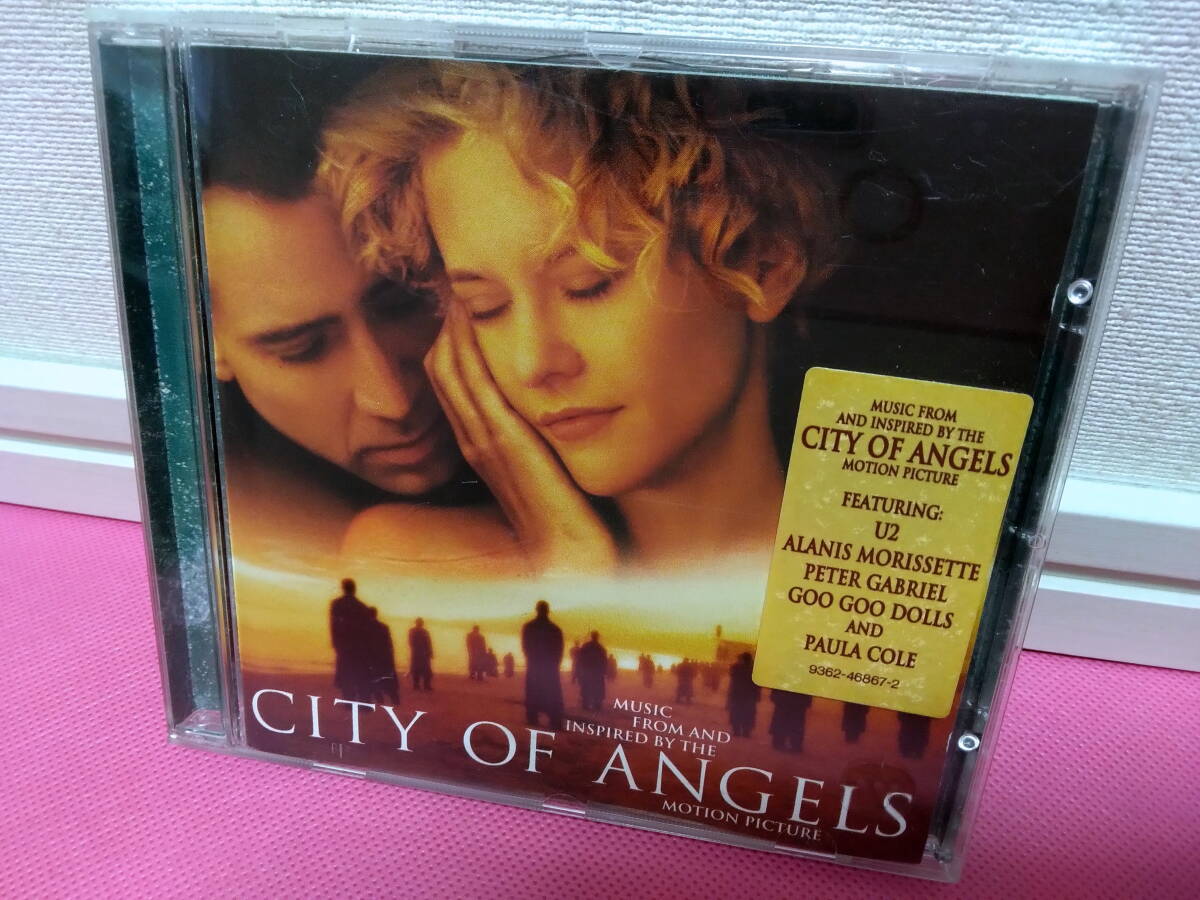 MUSIC FROM
AND INSPIRED BY THE
CITY OF ANGELS
MOTION PICTURE
FEATURING:
U2
ALANIS MORISSETTE
PETER GABRIEL
GOO GOO DOLLS
AND
PAULA COLE
9362-46867-2
MUSIC
FROM AND
INSPIRED BY THE
CITY OF ANGELS
MOTION PICTURE